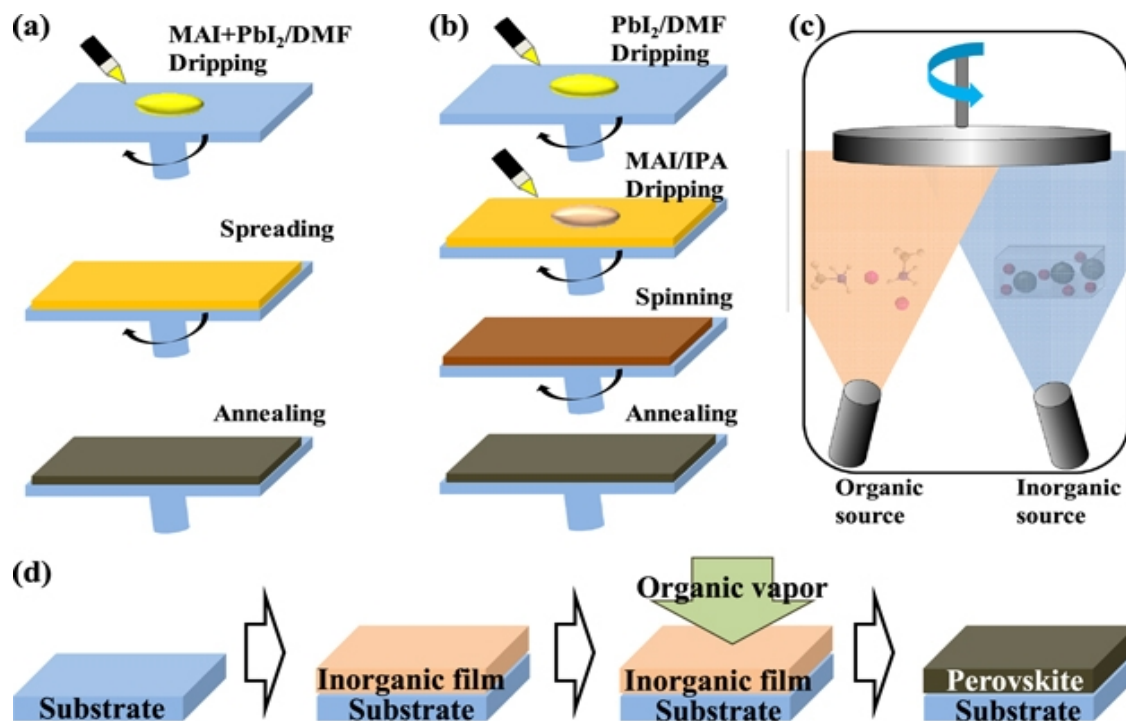 (a)
MAI+PbI₂/DMF
Dripping
Spreading
Annealing
(b)
PbI₂/DMF
Dripping
MAI/IPA
Dripping
Spinning
Annealing
(c)
Organic
source
Inorganic
source
(d)
Substrate
Inorganic film
Substrate
Organic vapor
Inorganic film
Substrate
Perovskite
Substrate